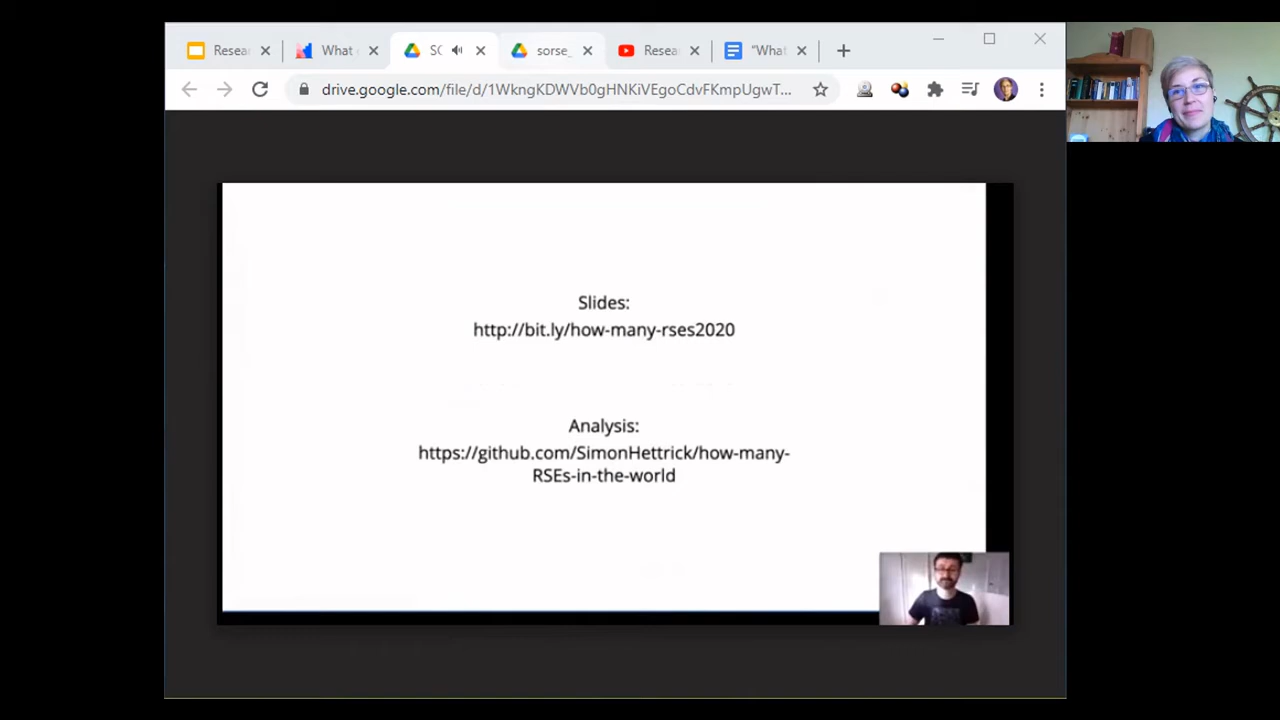 Resear
What
SC
sorse_
Resea
"What
drive.google.com/file/d/1WkngKDWVb0gHNKiVEgoCdvFKmpUgwT...
Slides:
http://bit.ly/how-many-rses2020
Analysis:
https://github.com/SimonHettrick/how-many-
RSEs-in-the-world